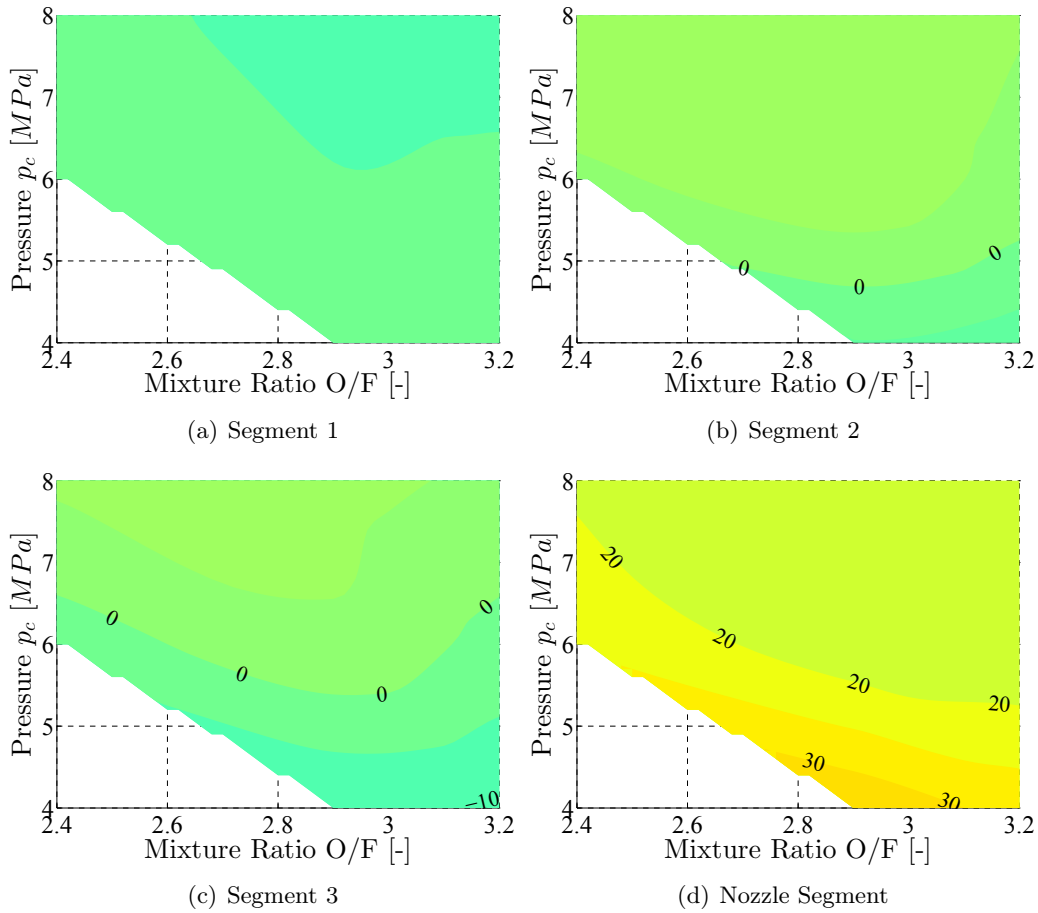 8
7
6
5
4
2.4 2.6 2.8 3 3.2
Pressure p_c [MPa]
Mixture Ratio O/F [-]
(a) Segment 1
8
7
6
5
4
2.4 2.6 2.8 3 3.2
Pressure p_c [MPa]
0
0
0
Mixture Ratio O/F [-]
(b) Segment 2
8
7
6
5
4
2.4 2.6 2.8 3 3.2
Pressure p_c [MPa]
0
0
0
0
−10
Mixture Ratio O/F [-]
(c) Segment 3
8
7
6
5
4
2.4 2.6 2.8 3 3.2
Pressure p_c [MPa]
20
20
20
20
30
30
Mixture Ratio O/F [-]
(d) Nozzle Segment